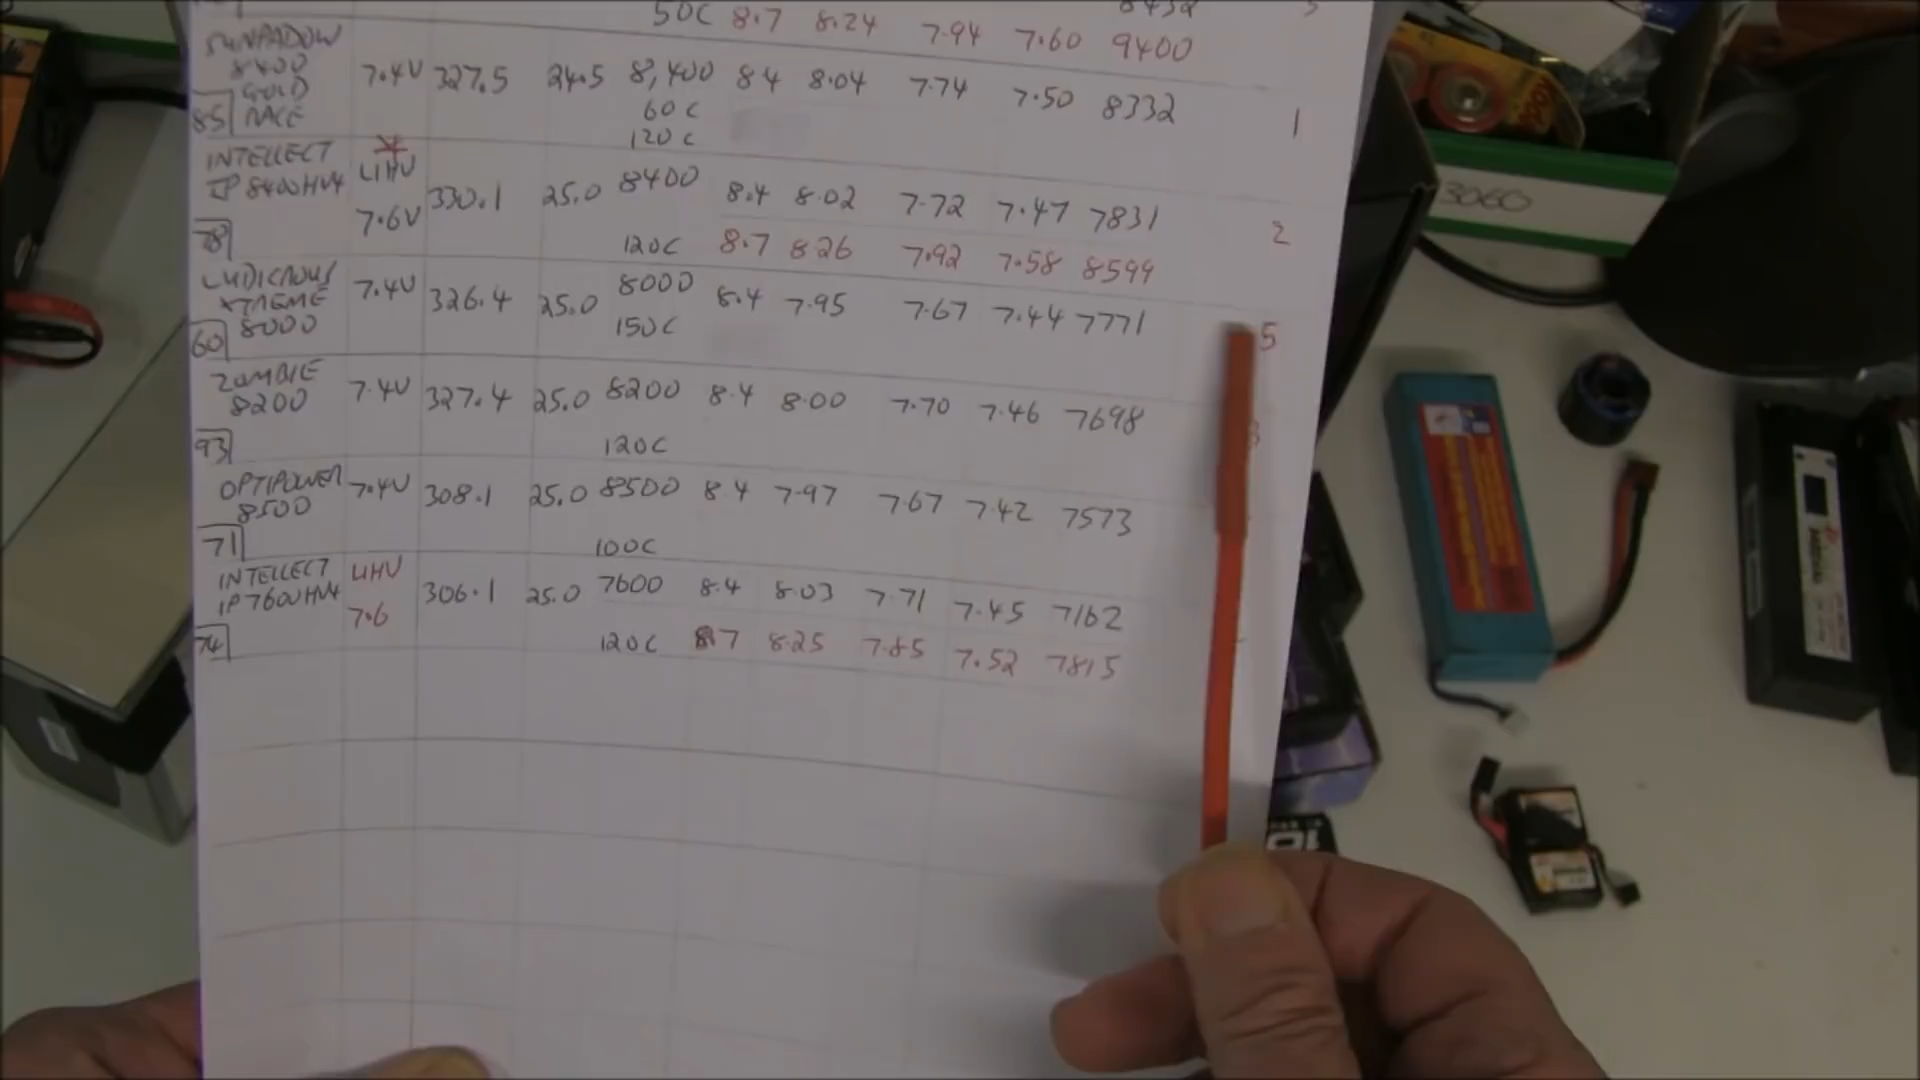 50C 8.7 8.24 7.94 7.60 9400
8400 7.4V 327.5 24.5 8,400 8.4 8.04 7.74 7.50 8332 1
GOLD 60C
85 RACE 120C
INTELLECT LIHV 330.1 25.0 8400 8.4 8.02 7.72 7.47 7831 2
IP 8400HV4 7.6V
78 120C 8.7 8.26 7.92 7.58 8599
LUDICROUS 7.4V 326.4 25.0 8000 8.4 7.95 7.67 7.44 7771 5
XTREME 150C
60 8000
ZOMBIE 7.4V 327.4 25.0 8200 8.4 8.00 7.70 7.46 7698
8200
93 120C
OPTIPOWER 7.4V 308.1 25.0 8500 8.4 7.97 7.67 7.42 7573
8500
71 100C
INTELLECT LIHV 306.1 25.0 7600 8.4 8.03 7.71 7.45 7162
IP 7600HV4 7.6
74 120C 8.7 8.25 7.85 7.52 7815
3060